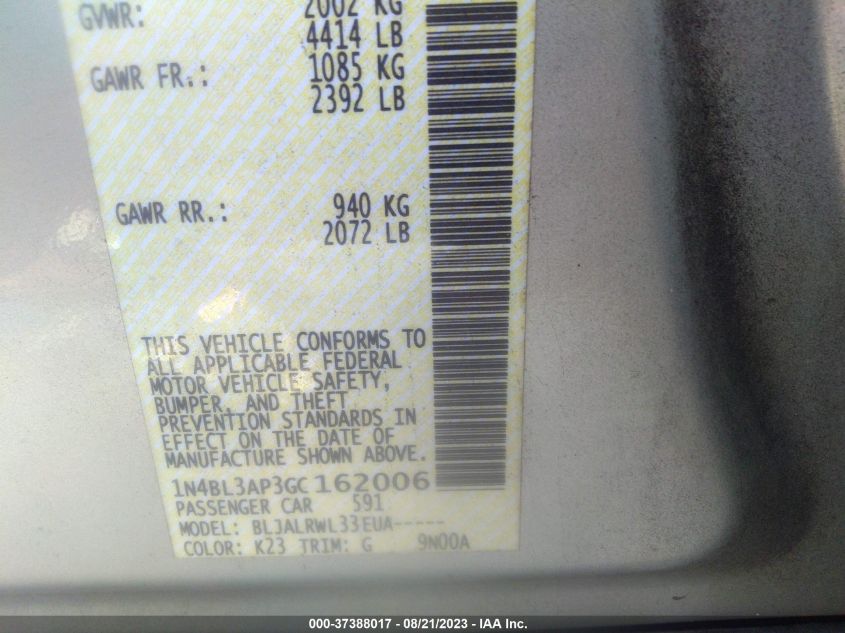 GVWR: 2002 KG
4414 LB
GAWR FR.: 1085 KG
2392 LB
GAWR RR.: 940 KG
2072 LB
THIS VEHICLE CONFORMS TO
ALL APPLICABLE FEDERAL
MOTOR VEHICLE SAFETY,
BUMPER, AND THEFT
PREVENTION STANDARDS IN
EFFECT ON THE DATE OF
MANUFACTURE SHOWN ABOVE.
1N4BL3AP3GC162006
PASSENGER CAR 591
MODEL: BLJALRWL33EUA-----
COLOR: K23 TRIM: G 9N00A
000-37388017 - 08/21/2023 - IAA Inc.